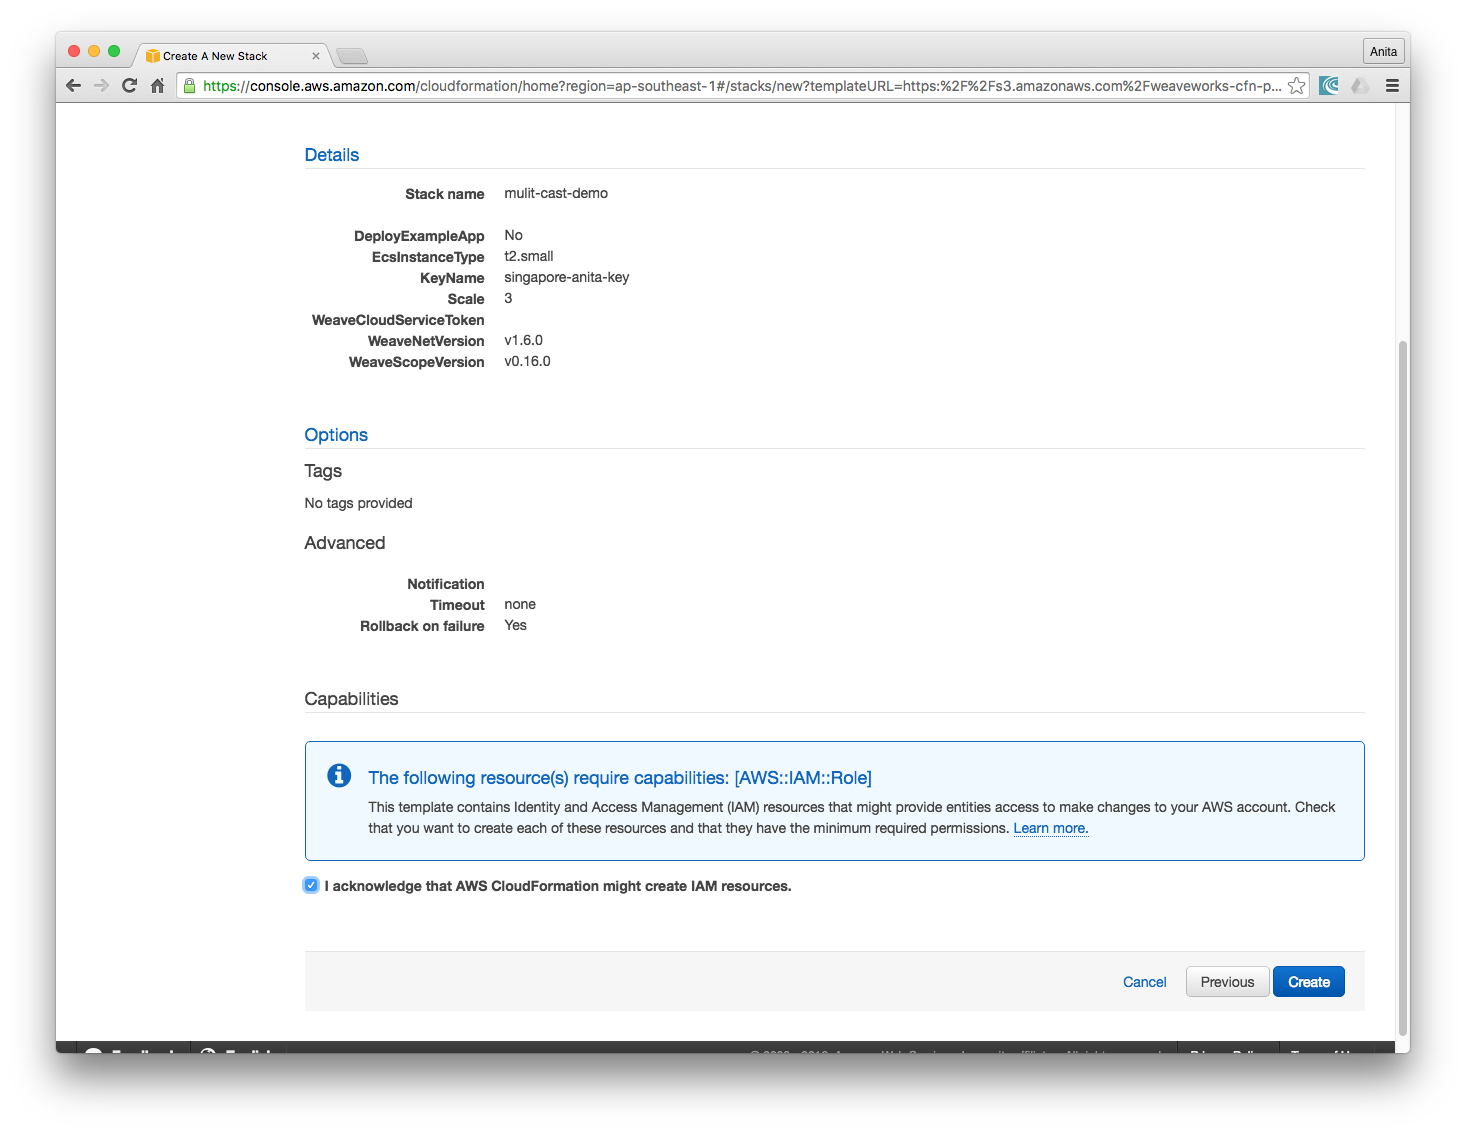 Create A New Stack
Anita
https://console.aws.amazon.com/cloudformation/home?region=ap-southeast-1#/stacks/new?templateURL=https:%2F%2Fs3.amazonaws.com%2Fweaveworks-cfn-p...
Details
Stack name mulit-cast-demo
DeployExampleApp No
EcsInstanceType t2.small
KeyName singapore-anita-key
Scale 3
WeaveCloudServiceToken
WeaveNetVersion v1.6.0
WeaveScopeVersion v0.16.0
Options
Tags
No tags provided
Advanced
Notification
Timeout none
Rollback on failure Yes
Capabilities
The following resource(s) require capabilities: [AWS::IAM::Role]
This template contains Identity and Access Management (IAM) resources that might provide entities access to make changes to your AWS account. Check
that you want to create each of these resources and that they have the minimum required permissions. Learn more.
I acknowledge that AWS CloudFormation might create IAM resources.
Cancel Previous Create